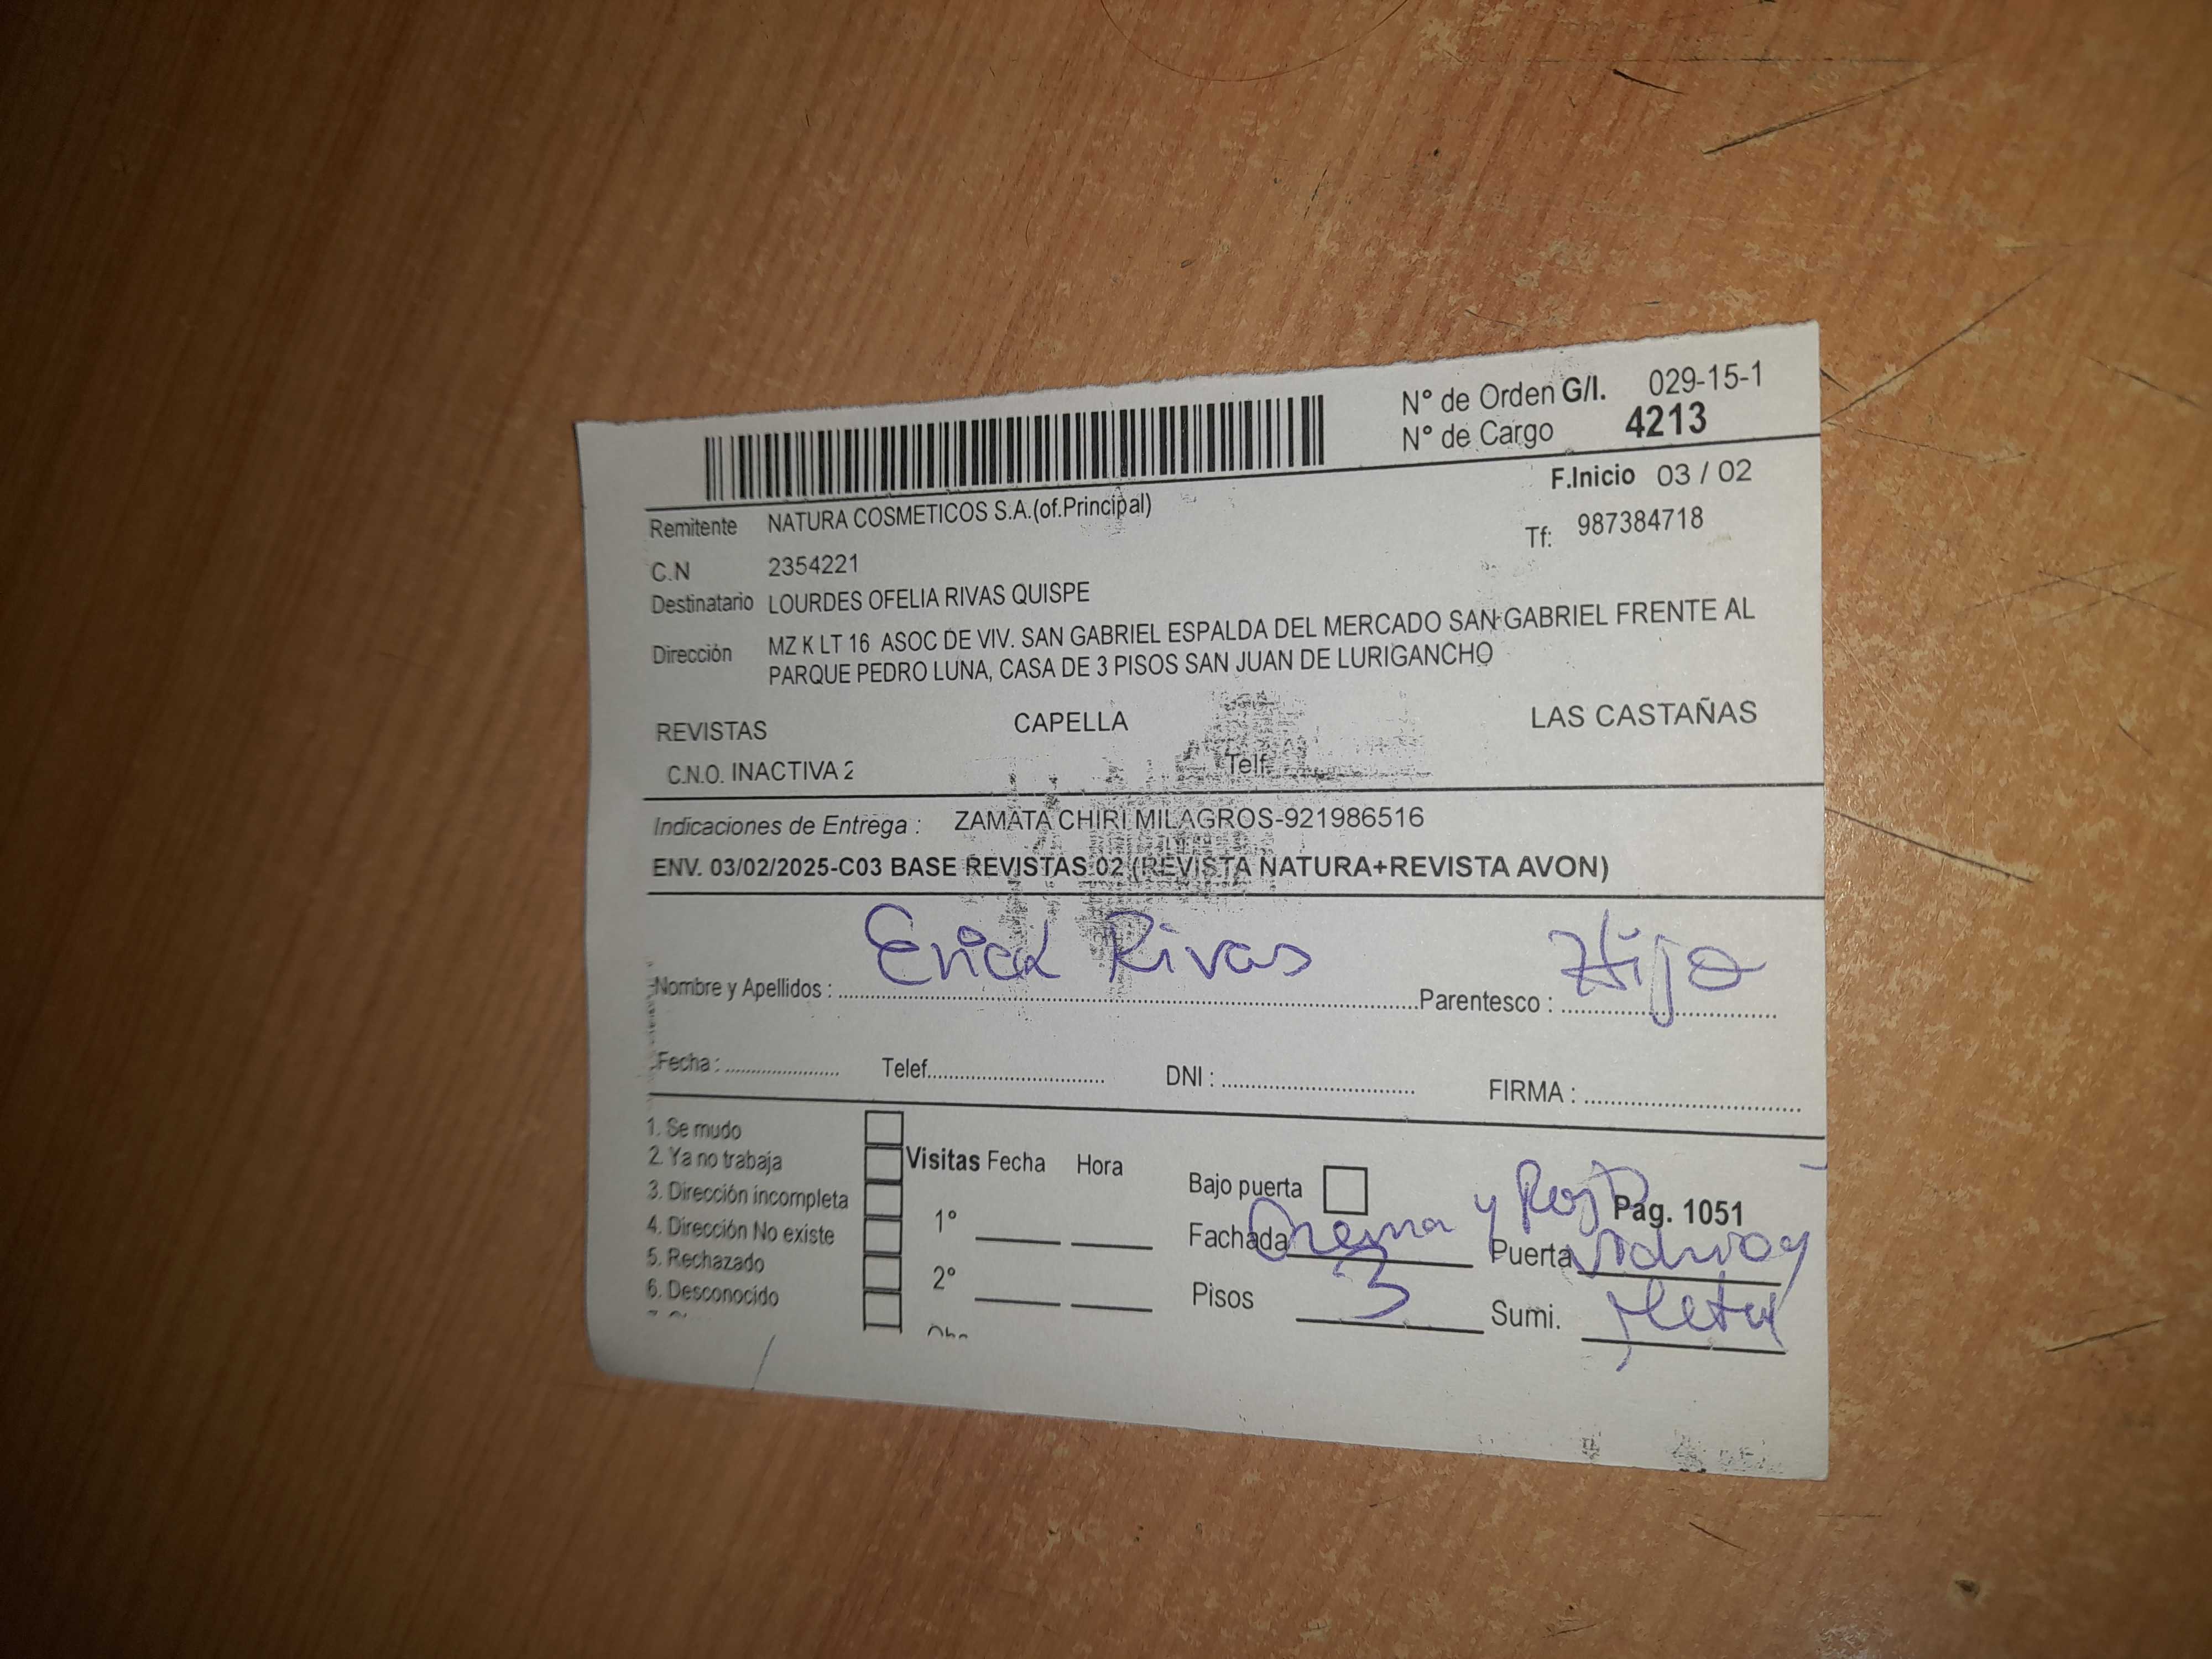 N° de Orden G/I. 029-15-1
N° de Cargo 4213
F.Inicio 03 / 02
Remitente NATURA COSMETICOS S.A.(of.Principal)
Tf: 987384718
C.N 2354221
Destinatario LOURDES OFELIA RIVAS QUISPE
Dirección MZ K LT 16 ASOC DE VIV. SAN GABRIEL ESPALDA DEL MERCADO SAN GABRIEL FRENTE AL
PARQUE PEDRO LUNA, CASA DE 3 PISOS SAN JUAN DE LURIGANCHO
REVISTAS CAPELLA LAS CASTAÑAS
C.N.O. INACTIVA 2 Telf.
Indicaciones de Entrega : ZAMATA CHIRI MILAGROS-921986516
ENV. 03/02/2025-C03 BASE REVISTAS 02 (REVISTA NATURA+REVISTA AVON)
Nombre y Apellidos : Erick Rivas Parentesco : Hijo
Fecha : Telef. DNI : FIRMA :
1. Se mudo
2. Ya no trabaja
3. Dirección incompleta
4. Dirección No existe
5. Rechazado
6. Desconocido
Visitas Fecha Hora
1°
2°
Bajo puerta
Pag. 1051
Fachada Crema y Rojo
Puerta
Pisos 3
Sumi.